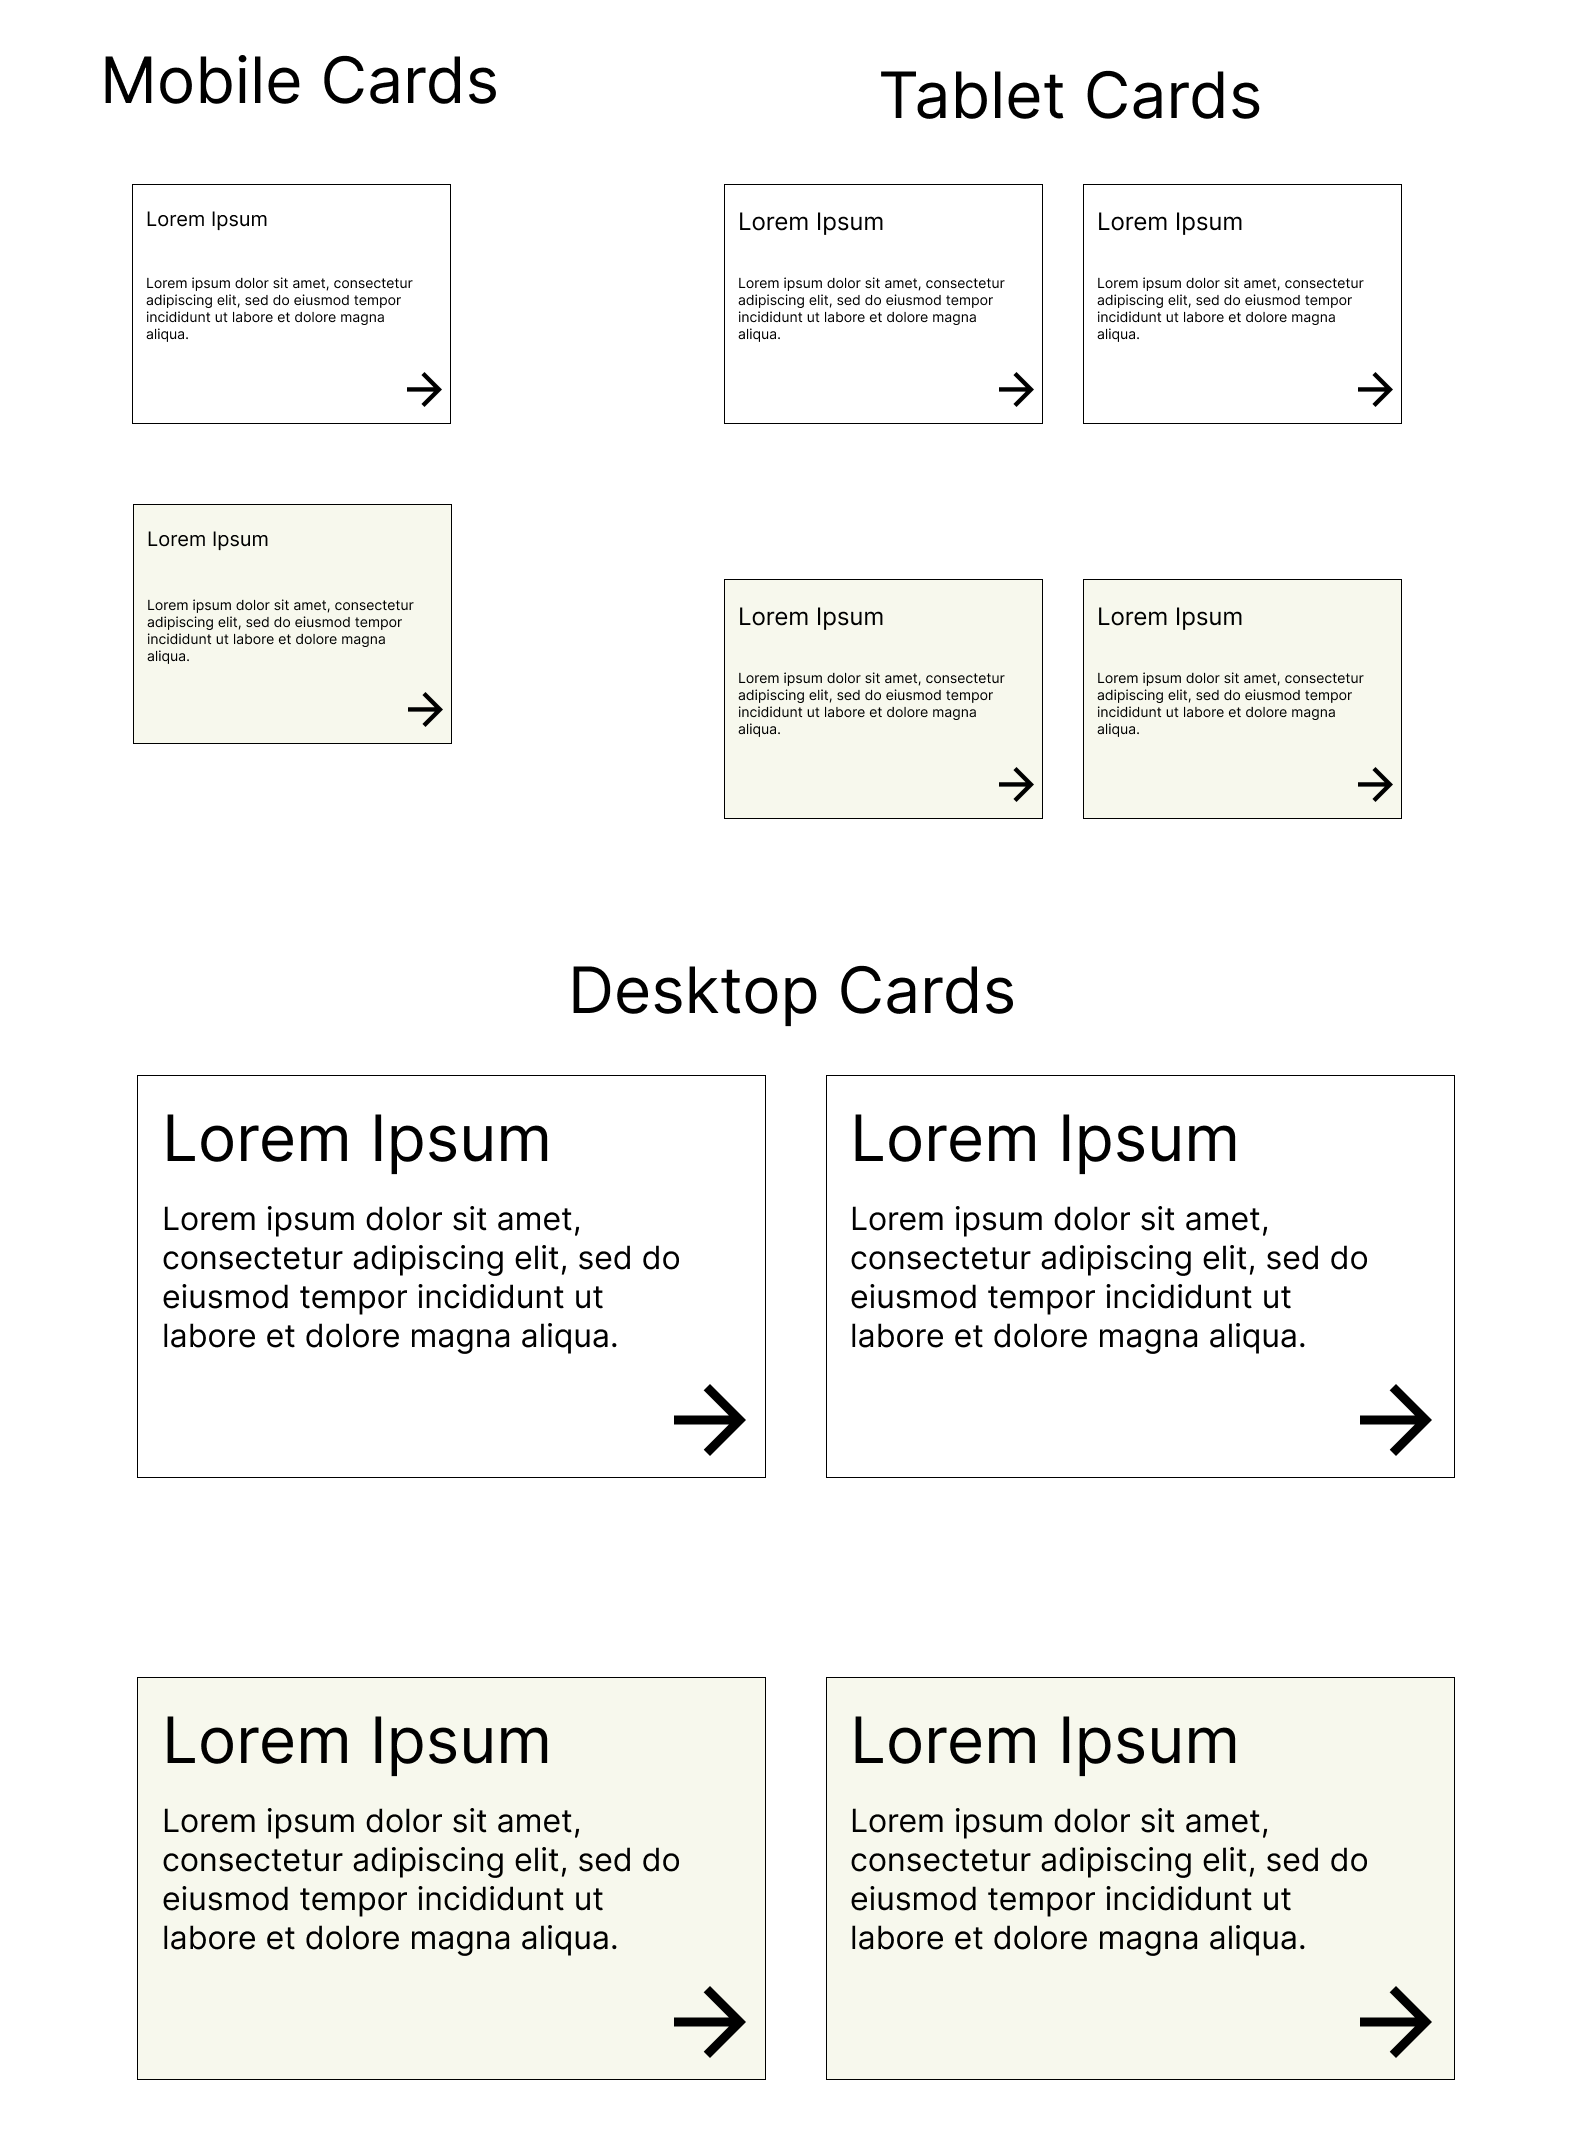 Mobile Cards
Tablet Cards
Lorem Ipsum
Lorem ipsum dolor sit amet, consectetur
adipiscing elit, sed do eiusmod tempor
incididunt ut labore et dolore magna
aliqua.
Lorem Ipsum
Lorem ipsum dolor sit amet, consectetur
adipiscing elit, sed do eiusmod tempor
incididunt ut labore et dolore magna
aliqua.
Lorem Ipsum
Lorem ipsum dolor sit amet, consectetur
adipiscing elit, sed do eiusmod tempor
incididunt ut labore et dolore magna
aliqua.
Lorem Ipsum
Lorem ipsum dolor sit amet, consectetur
adipiscing elit, sed do eiusmod tempor
incididunt ut labore et dolore magna
aliqua.
Lorem Ipsum
Lorem ipsum dolor sit amet, consectetur
adipiscing elit, sed do eiusmod tempor
incididunt ut labore et dolore magna
aliqua.
Lorem Ipsum
Lorem ipsum dolor sit amet, consectetur
adipiscing elit, sed do eiusmod tempor
incididunt ut labore et dolore magna
aliqua.
Desktop Cards
Lorem Ipsum
Lorem ipsum dolor sit amet,
consectetur adipiscing elit, sed do
eiusmod tempor incididunt ut
labore et dolore magna aliqua.
Lorem Ipsum
Lorem ipsum dolor sit amet,
consectetur adipiscing elit, sed do
eiusmod tempor incididunt ut
labore et dolore magna aliqua.
Lorem Ipsum
Lorem ipsum dolor sit amet,
consectetur adipiscing elit, sed do
eiusmod tempor incididunt ut
labore et dolore magna aliqua.
Lorem Ipsum
Lorem ipsum dolor sit amet,
consectetur adipiscing elit, sed do
eiusmod tempor incididunt ut
labore et dolore magna aliqua.